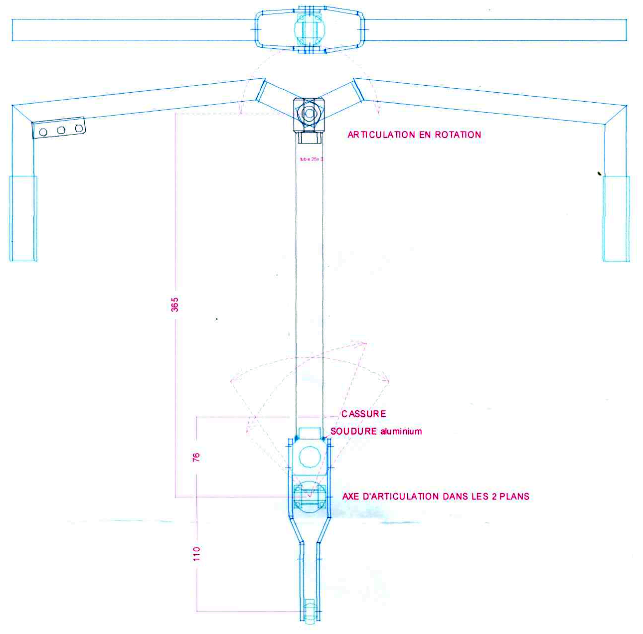 ARTICULATION EN ROTATION
365
CASSURE
SOUDURE aluminium
76
AXE D'ARTICULATION DANS LES 2 PLANS
110